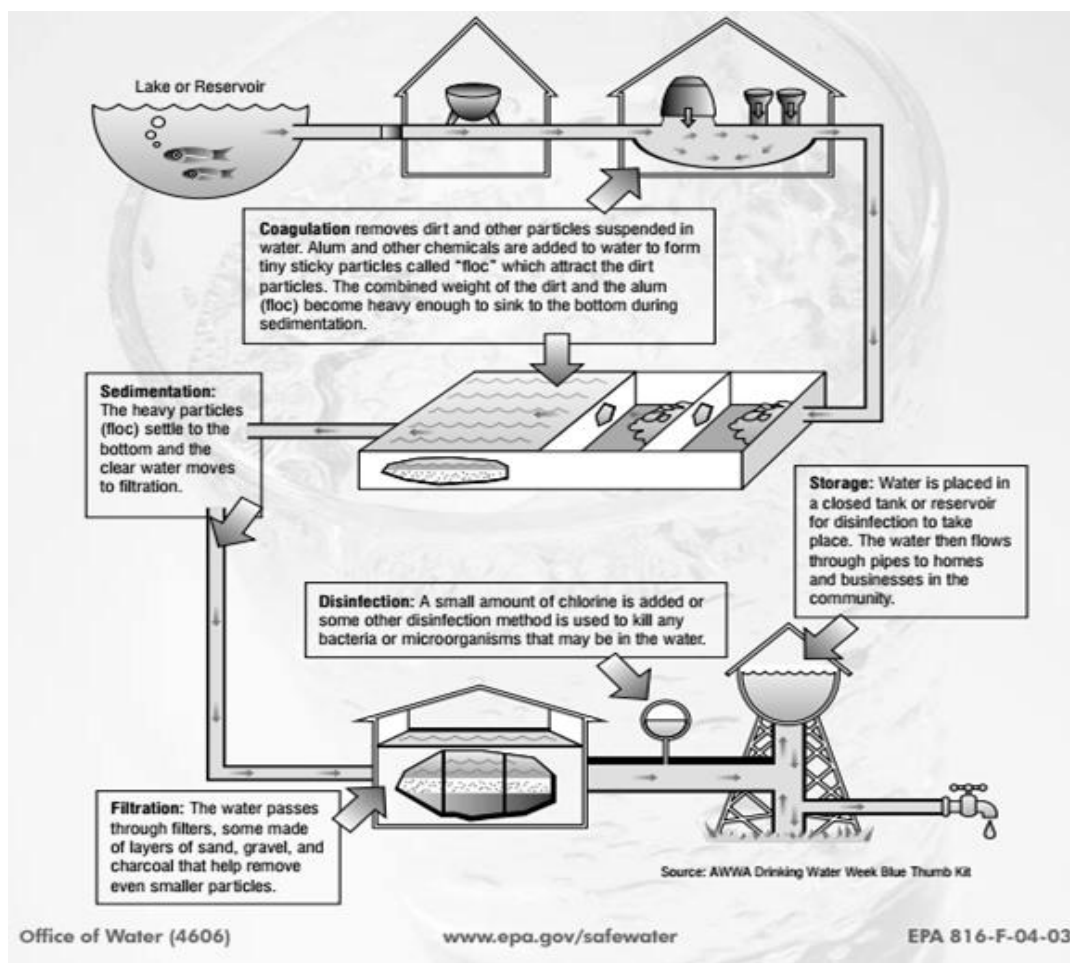 Lake or Reservoir
Coagulation removes dirt and other particles suspended in
water. Alum and other chemicals are added to water to form
tiny sticky particles called "floc" which attract the dirt
particles. The combined weight of the dirt and the alum
(floc) become heavy enough to sink to the bottom during
sedimentation.
Sedimentation:
The heavy particles
(floc) settle to the
bottom and the
clear water moves
to filtration.
Storage: Water is placed in
a closed tank or reservoir
for disinfection to take
place. The water then flows
through pipes to homes
and businesses in the
community.
Disinfection: A small amount of chlorine is added or
some other disinfection method is used to kill any
bacteria or microorganisms that may be in the water.
Filtration: The water passes
through filters, some made
of layers of sand, gravel, and
charcoal that help remove
even smaller particles.
Source: AWWA Drinking Water Week Blue Thumb Kit
Office of Water (4606)
www.epa.gov/safewater
EPA 816-F-04-03